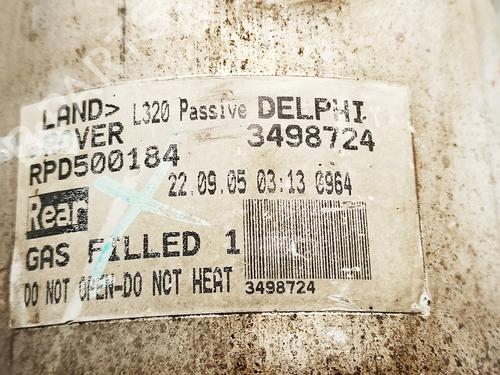 LAND> L320 Passive DELPHI
ROVER 3498724
RPD500184
22.09.05 03:13 0964
Rear
GAS FILLED 1
DO NOT OPEN-DO NOT HEAT
3498724